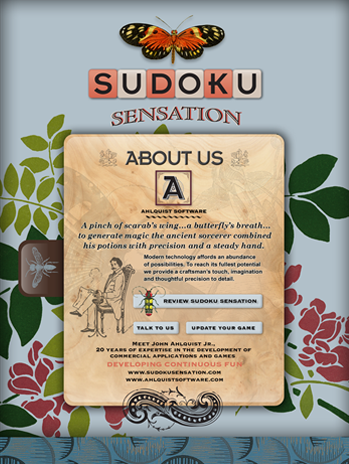 SUDOKU
SENSATION
ABOUT US
A
AHLQUIST SOFTWARE
A pinch of scarab's wing...a butterfly's breath...
to generate magic the ancient sorcerer combined
his potions with precision and a steady hand.
Modern technology affords an abundance
of possibilities. To reach its fullest potential
we provide a craftsman's touch, imagination
and thoughtful precision to detail.
REVIEW SUDOKU SENSATION
TALK TO US
UPDATE YOUR GAME
MEET JOHN AHLQUIST JR.,
20 YEARS OF EXPERTISE IN THE DEVELOPMENT OF
COMMERCIAL APPLICATIONS AND GAMES
DEVELOPING CONTINUOUS FUN
WWW.SUDOKUSENSATION.COM
WWW.AHLQUISTSOFTWARE.COM